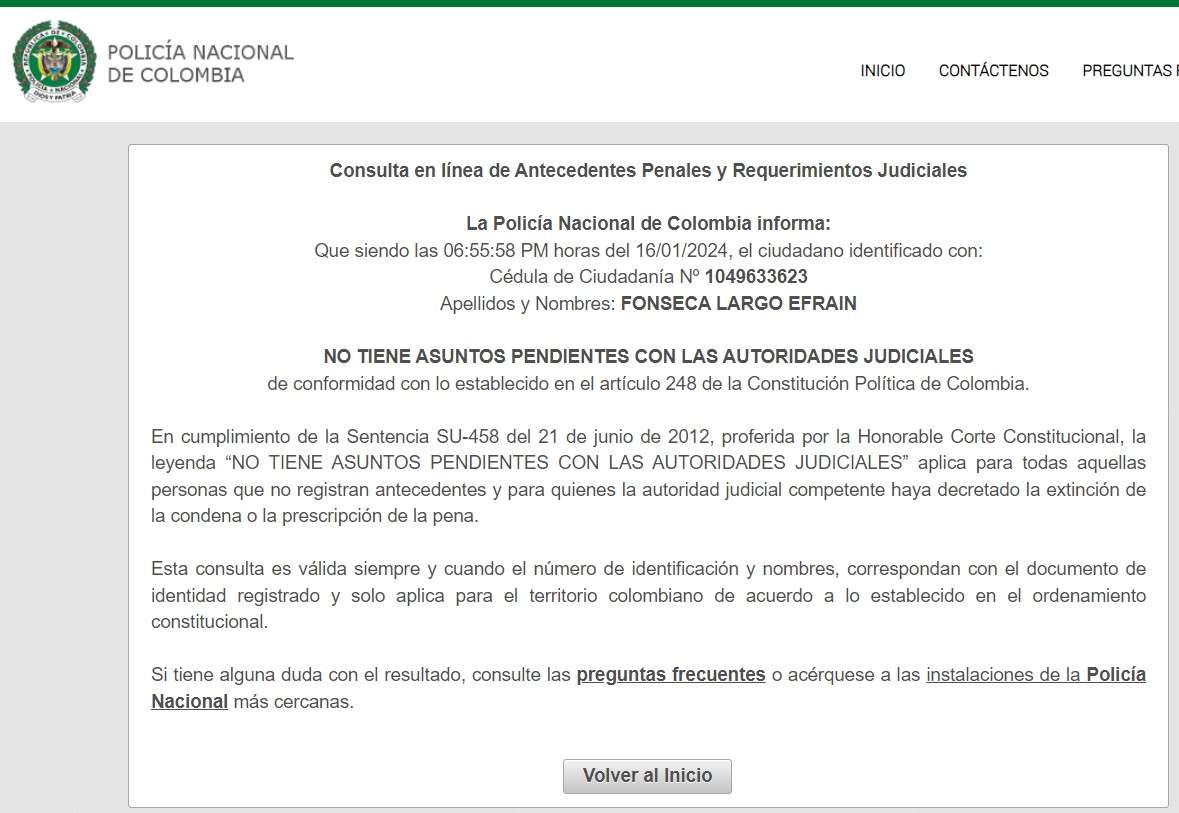 POLICÍA NACIONAL
DE COLOMBIA
INICIO CONTÁCTENOS PREGUNTAS F
Consulta en línea de Antecedentes Penales y Requerimientos Judiciales
La Policía Nacional de Colombia informa:
Que siendo las 06:55:58 PM horas del 16/01/2024, el ciudadano identificado con:
Cédula de Ciudadanía Nº 1049633623
Apellidos y Nombres: FONSECA LARGO EFRAIN
NO TIENE ASUNTOS PENDIENTES CON LAS AUTORIDADES JUDICIALES
de conformidad con lo establecido en el artículo 248 de la Constitución Política de Colombia.
En cumplimiento de la Sentencia SU-458 del 21 de junio de 2012, proferida por la Honorable Corte Constitucional, la
leyenda “NO TIENE ASUNTOS PENDIENTES CON LAS AUTORIDADES JUDICIALES” aplica para todas aquellas
personas que no registran antecedentes y para quienes la autoridad judicial competente haya decretado la extinción de
la condena o la prescripción de la pena.
Esta consulta es válida siempre y cuando el número de identificación y nombres, correspondan con el documento de
identidad registrado y solo aplica para el territorio colombiano de acuerdo a lo establecido en el ordenamiento
constitucional.
Si tiene alguna duda con el resultado, consulte las preguntas frecuentes o acérquese a las instalaciones de la Policía
Nacional más cercanas.
Volver al Inicio